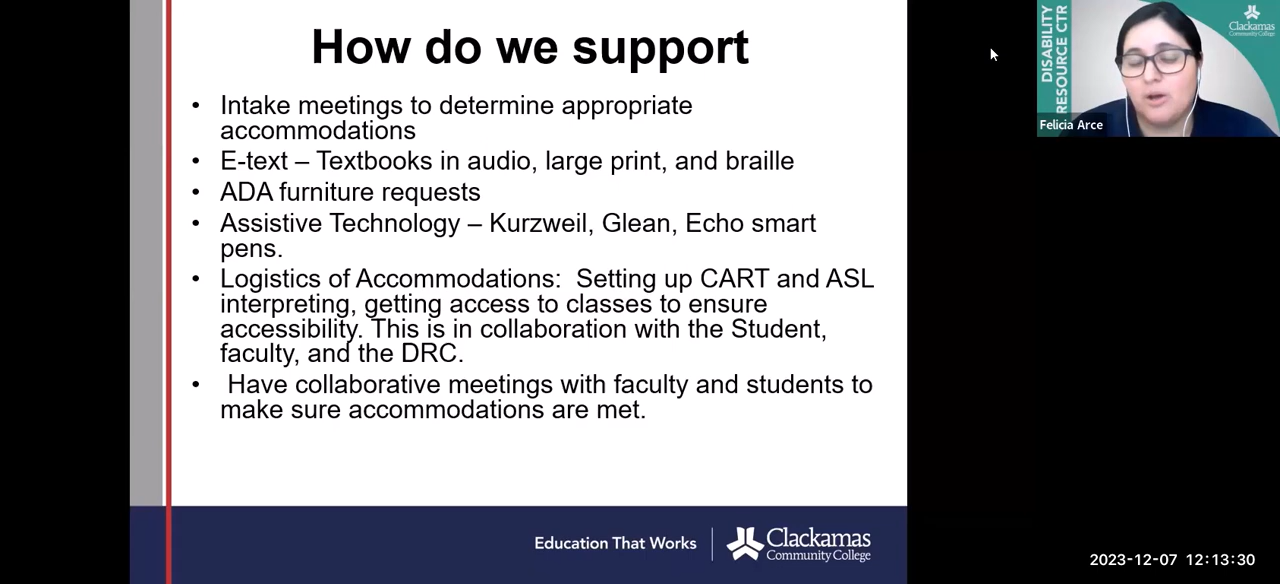 How do we support
• Intake meetings to determine appropriate
accommodations
• E-text – Textbooks in audio, large print, and braille
• ADA furniture requests
• Assistive Technology – Kurzweil, Glean, Echo smart
pens.
• Logistics of Accommodations:  Setting up CART and ASL
interpreting, getting access to classes to ensure
accessibility. This is in collaboration with the Student,
faculty, and the DRC.
•  Have collaborative meetings with faculty and students to
make sure accommodations are met.
Education That Works
Clackamas
Community College
DISABILITY
RESOURCE CTR
Clackamas
Community College
Felicia Arce
2023-12-07 12:13:30